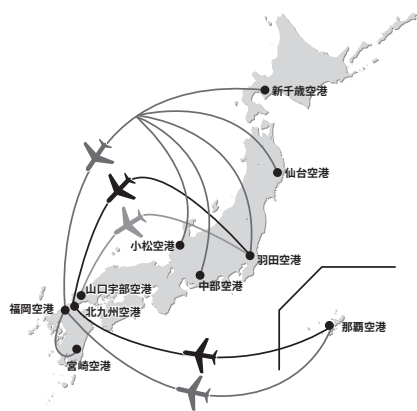 新千歳空港
仙台空港
小松空港
羽田空港
中部空港
山口宇部空港
福岡空港
北九州空港
那覇空港
宮崎空港